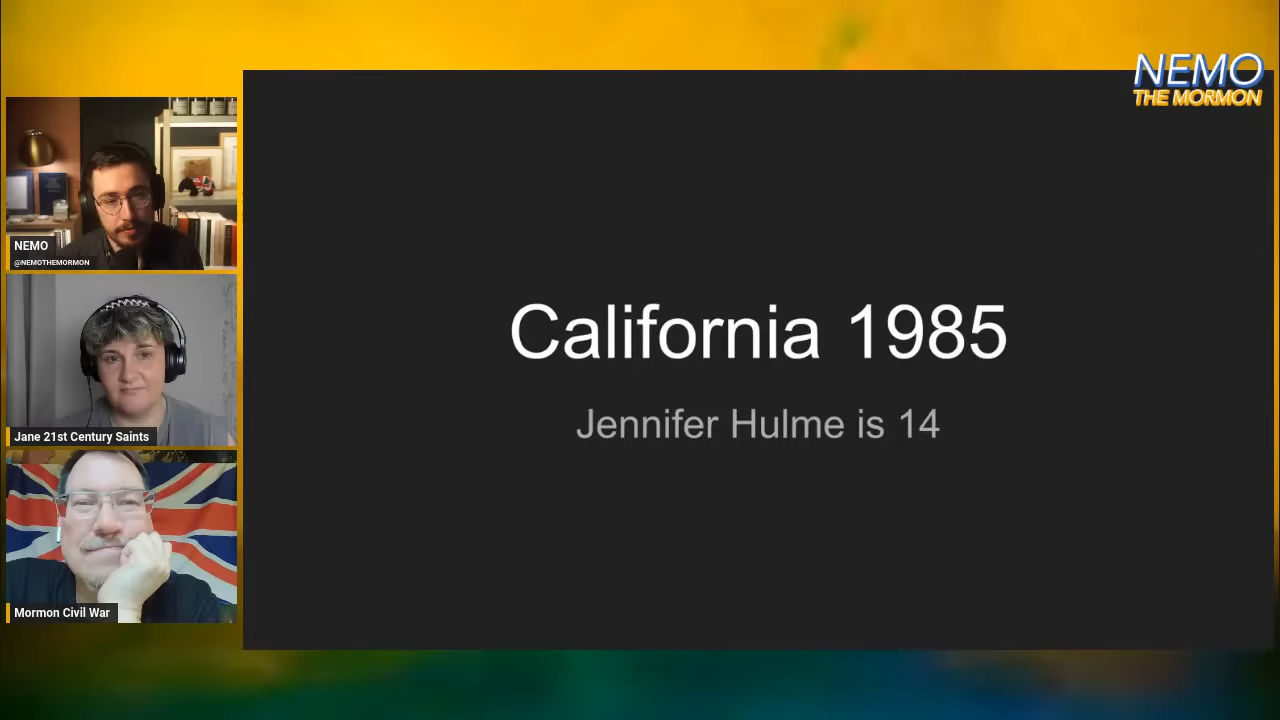 NEMO
THE MORMON
NEMO
@NEMOTHEMORMON
Jane 21st Century Saints
Mormon Civil War
California 1985
Jennifer Hulme is 14